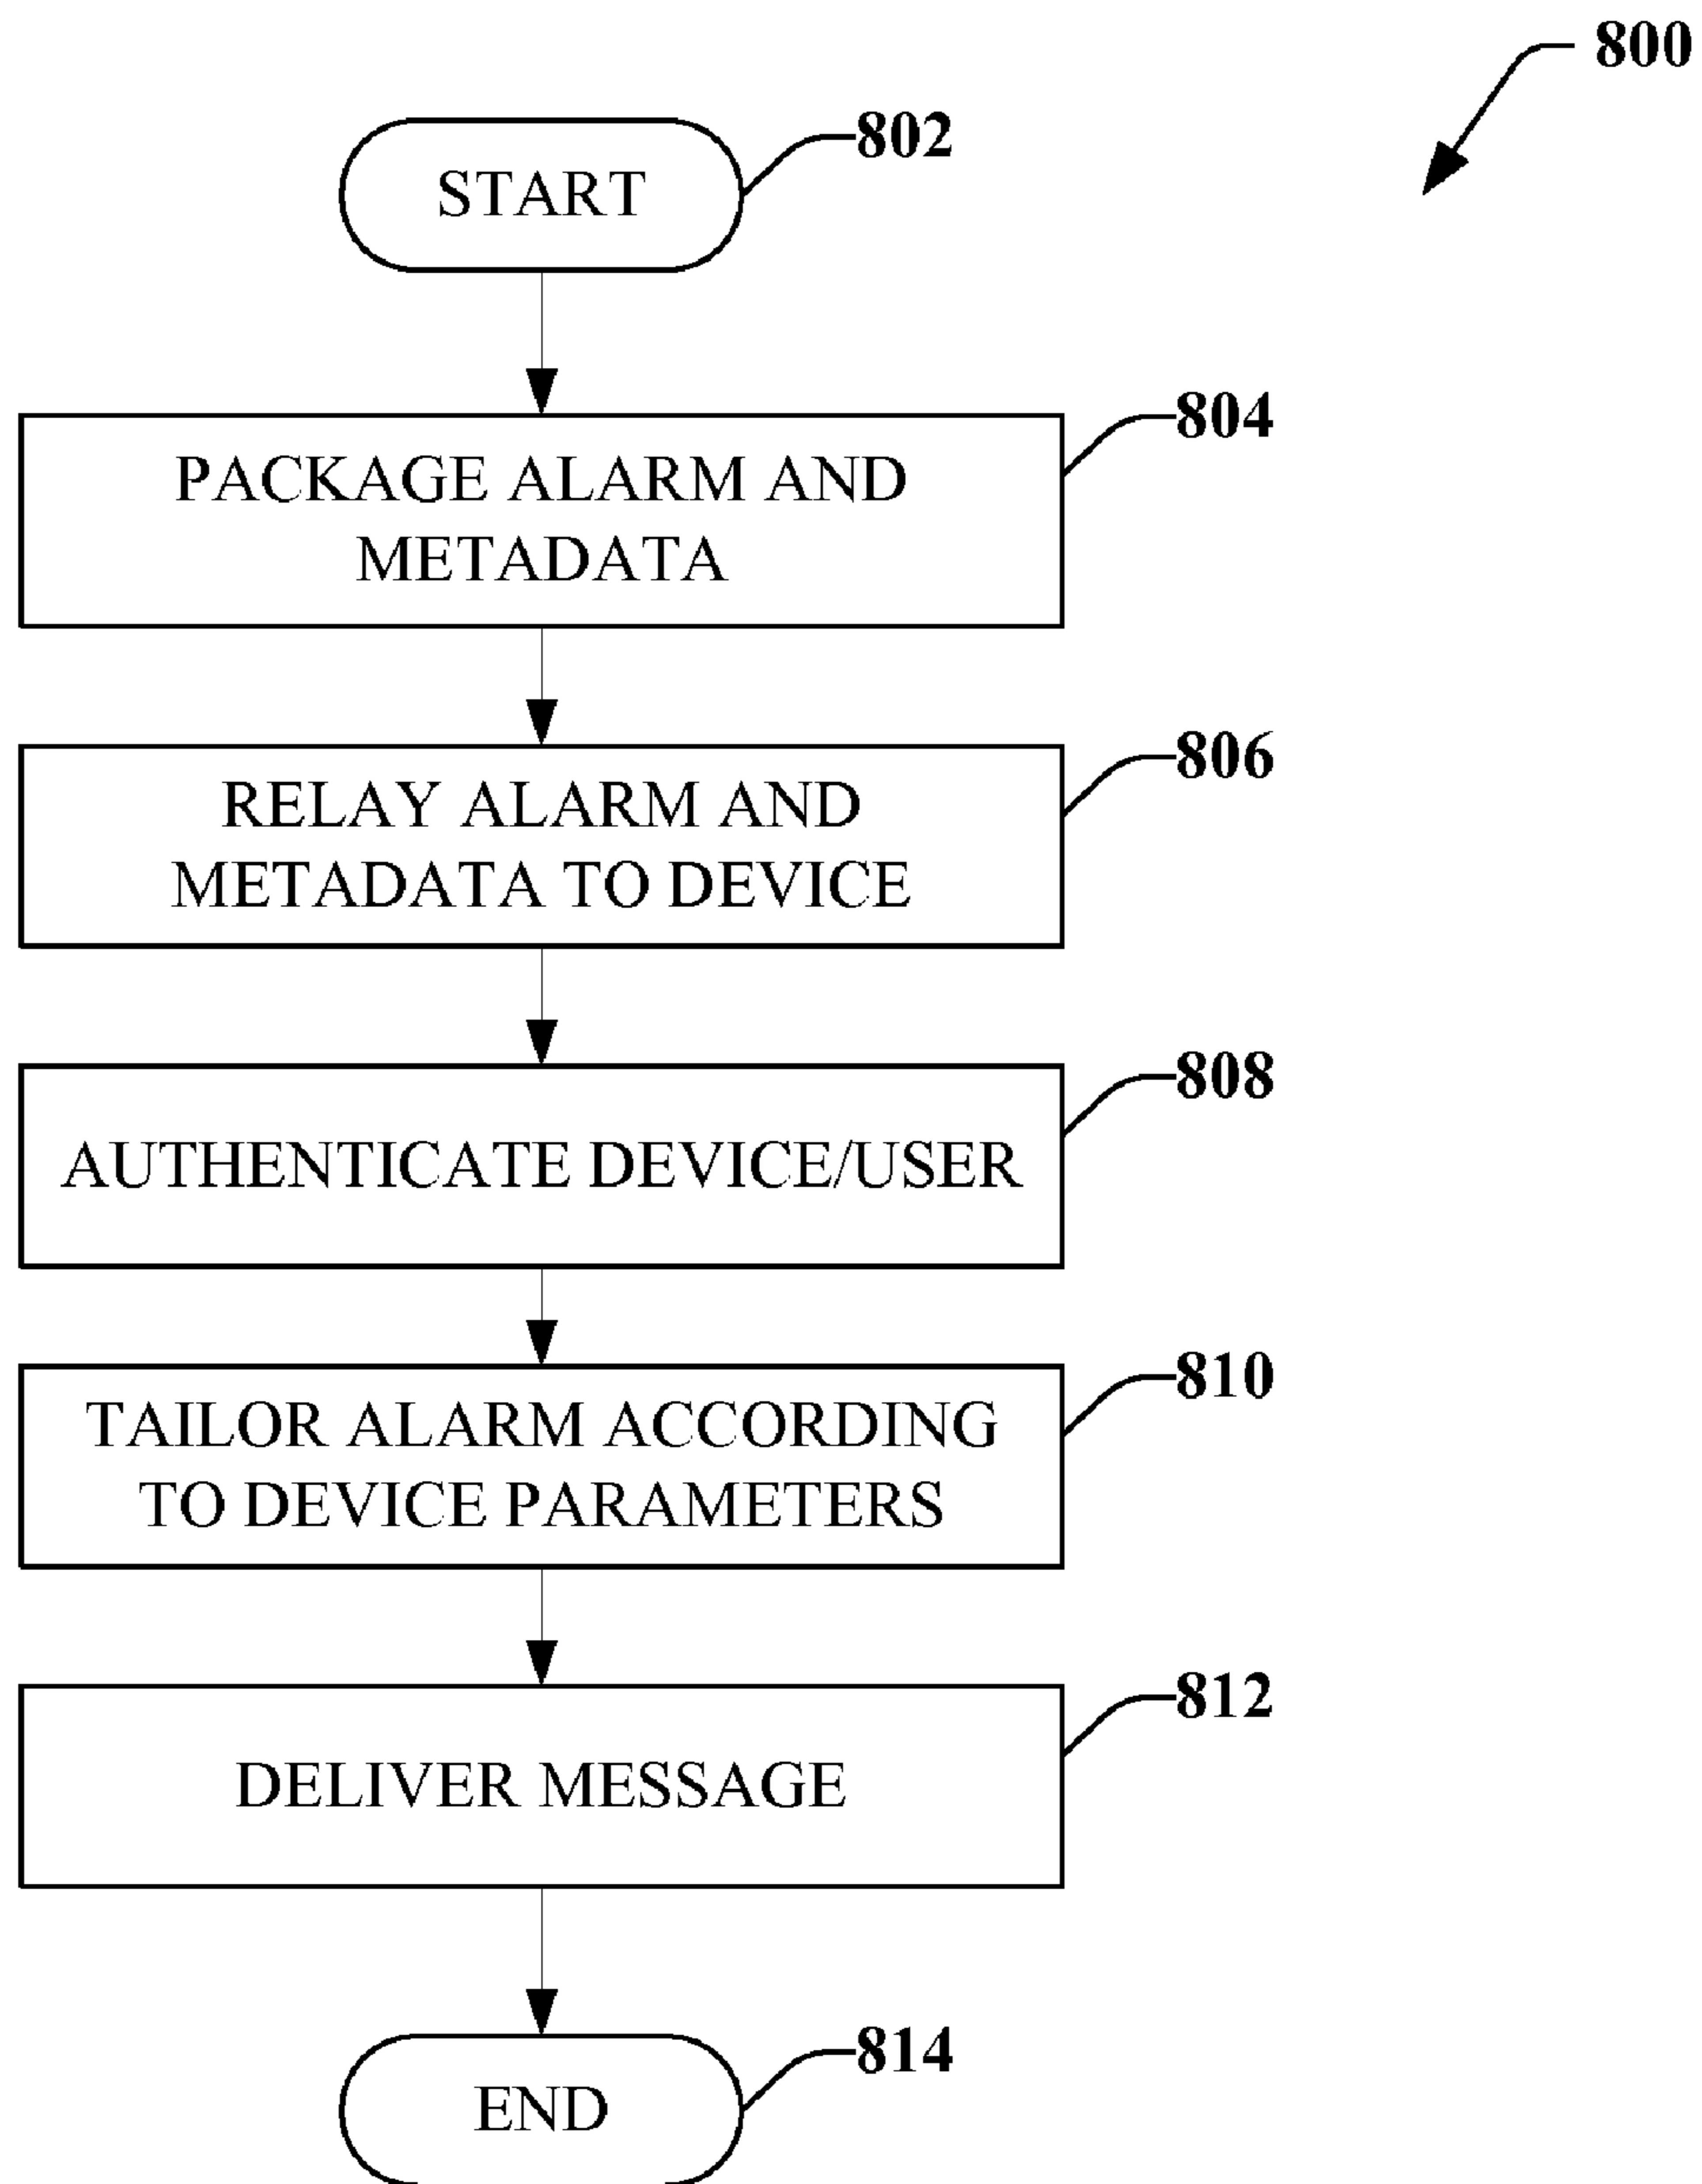 800
802
START
804
PACKAGE ALARM AND
METADATA
806
RELAY ALARM AND
METADATA TO DEVICE
808
AUTHENTICATE DEVICE/USER
810
TAILOR ALARM ACCORDING
TO DEVICE PARAMETERS
812
DELIVER MESSAGE
814
END